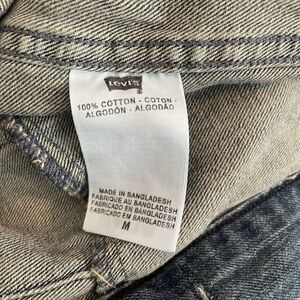 Levi's
100% COTTON - COTON -
ALGODÓN - ALGODÃO
MADE IN BANGLADESH
FABRIQUE AU BANGLADESH
FABRICADO EN BANGLADESH
FABRICADO EM BANGLADESH
M